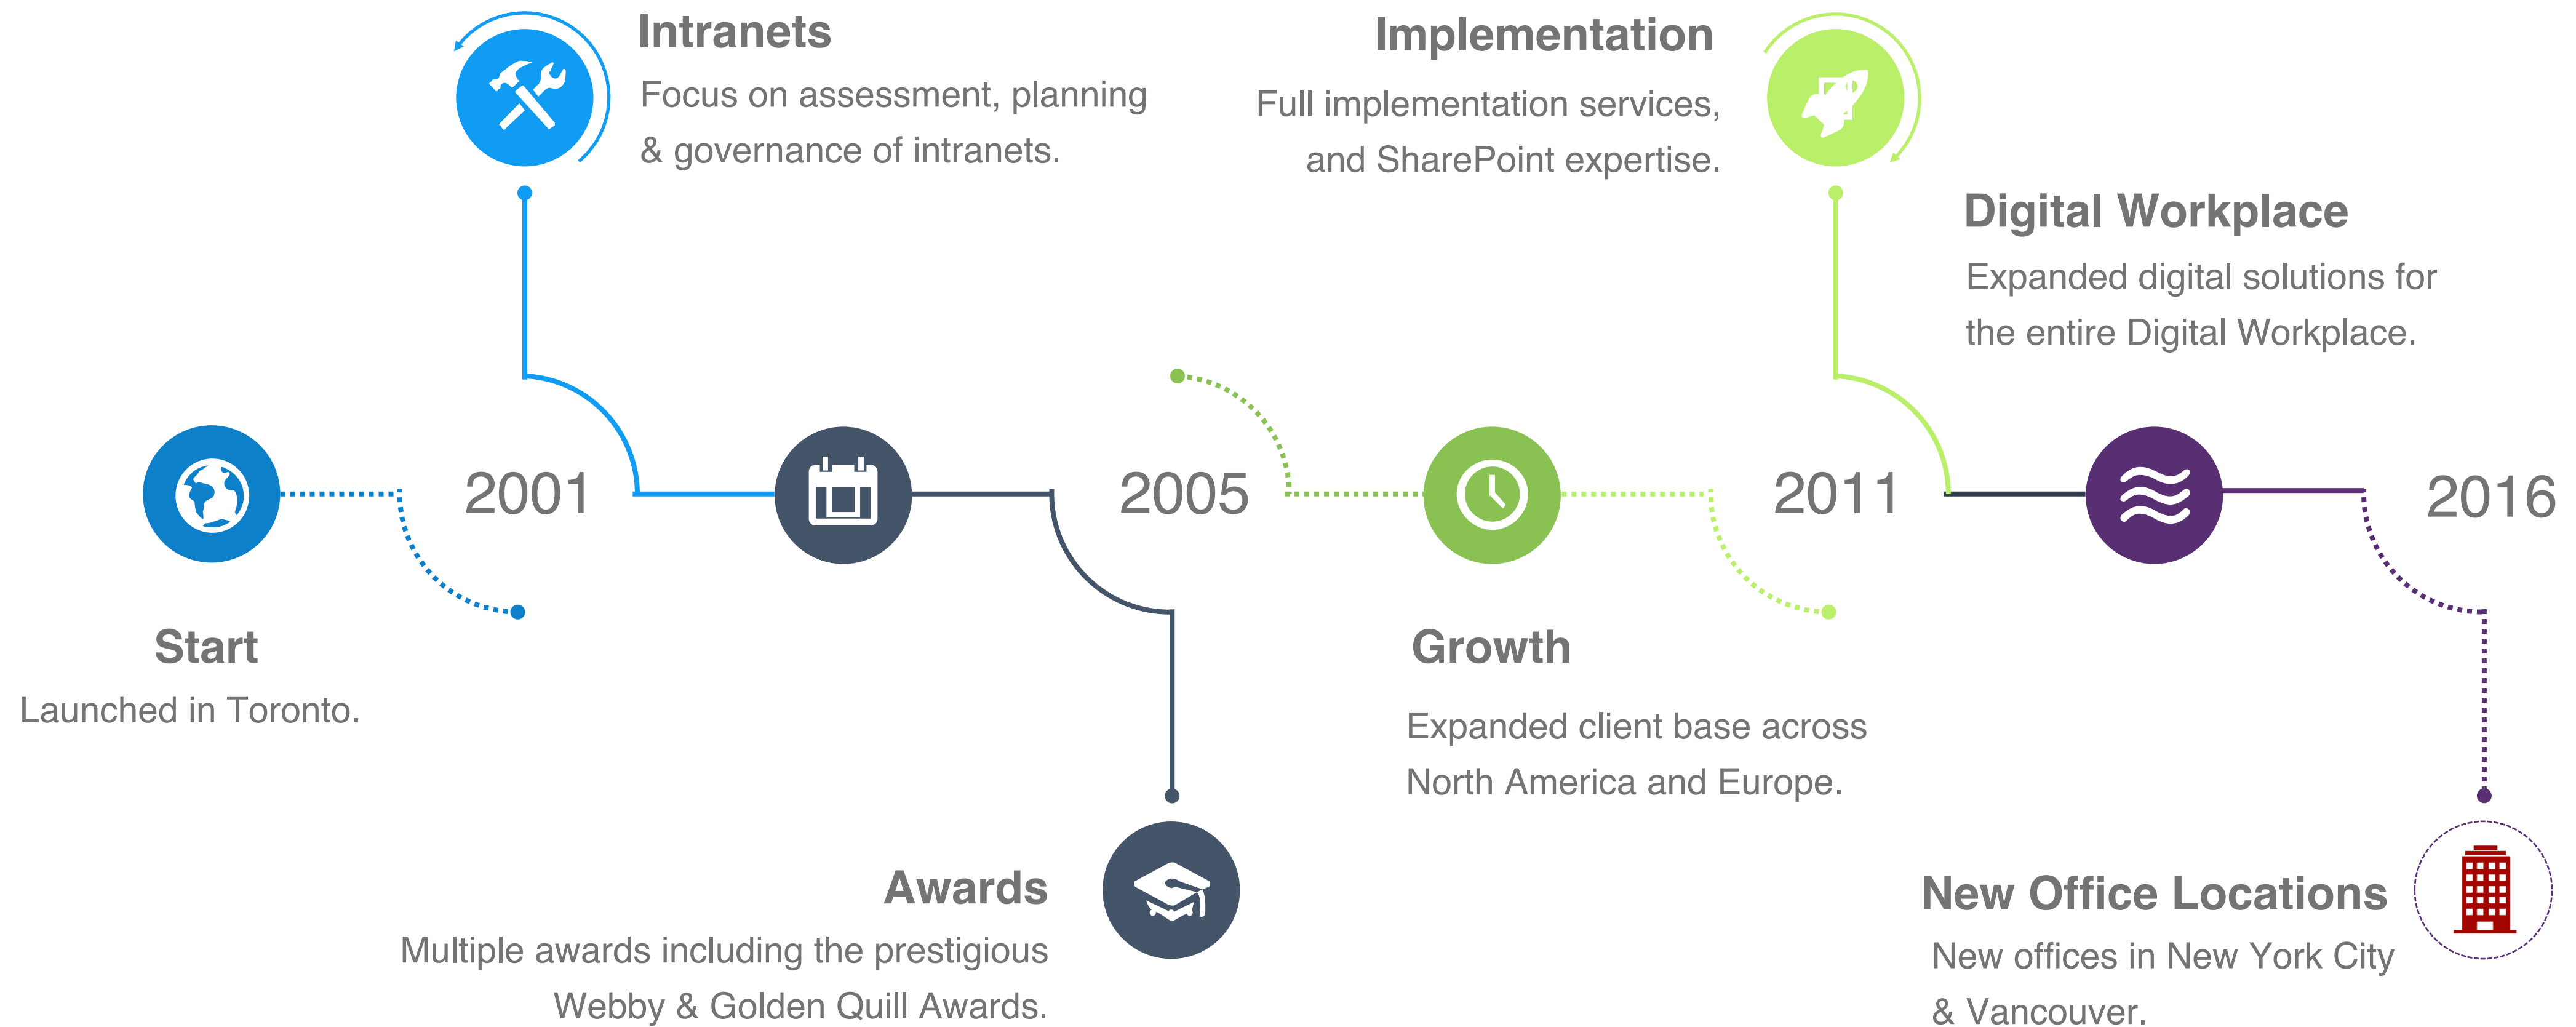 Intranets
Focus on assessment, planning
& governance of intranets.
Implementation
Full implementation services,
and SharePoint expertise.
Digital Workplace
Expanded digital solutions for
the entire Digital Workplace.
2001
2005
2011
2016
Start
Launched in Toronto.
Growth
Expanded client base across
North America and Europe.
Awards
Multiple awards including the prestigious
Webby & Golden Quill Awards.
New Office Locations
New offices in New York City
& Vancouver.